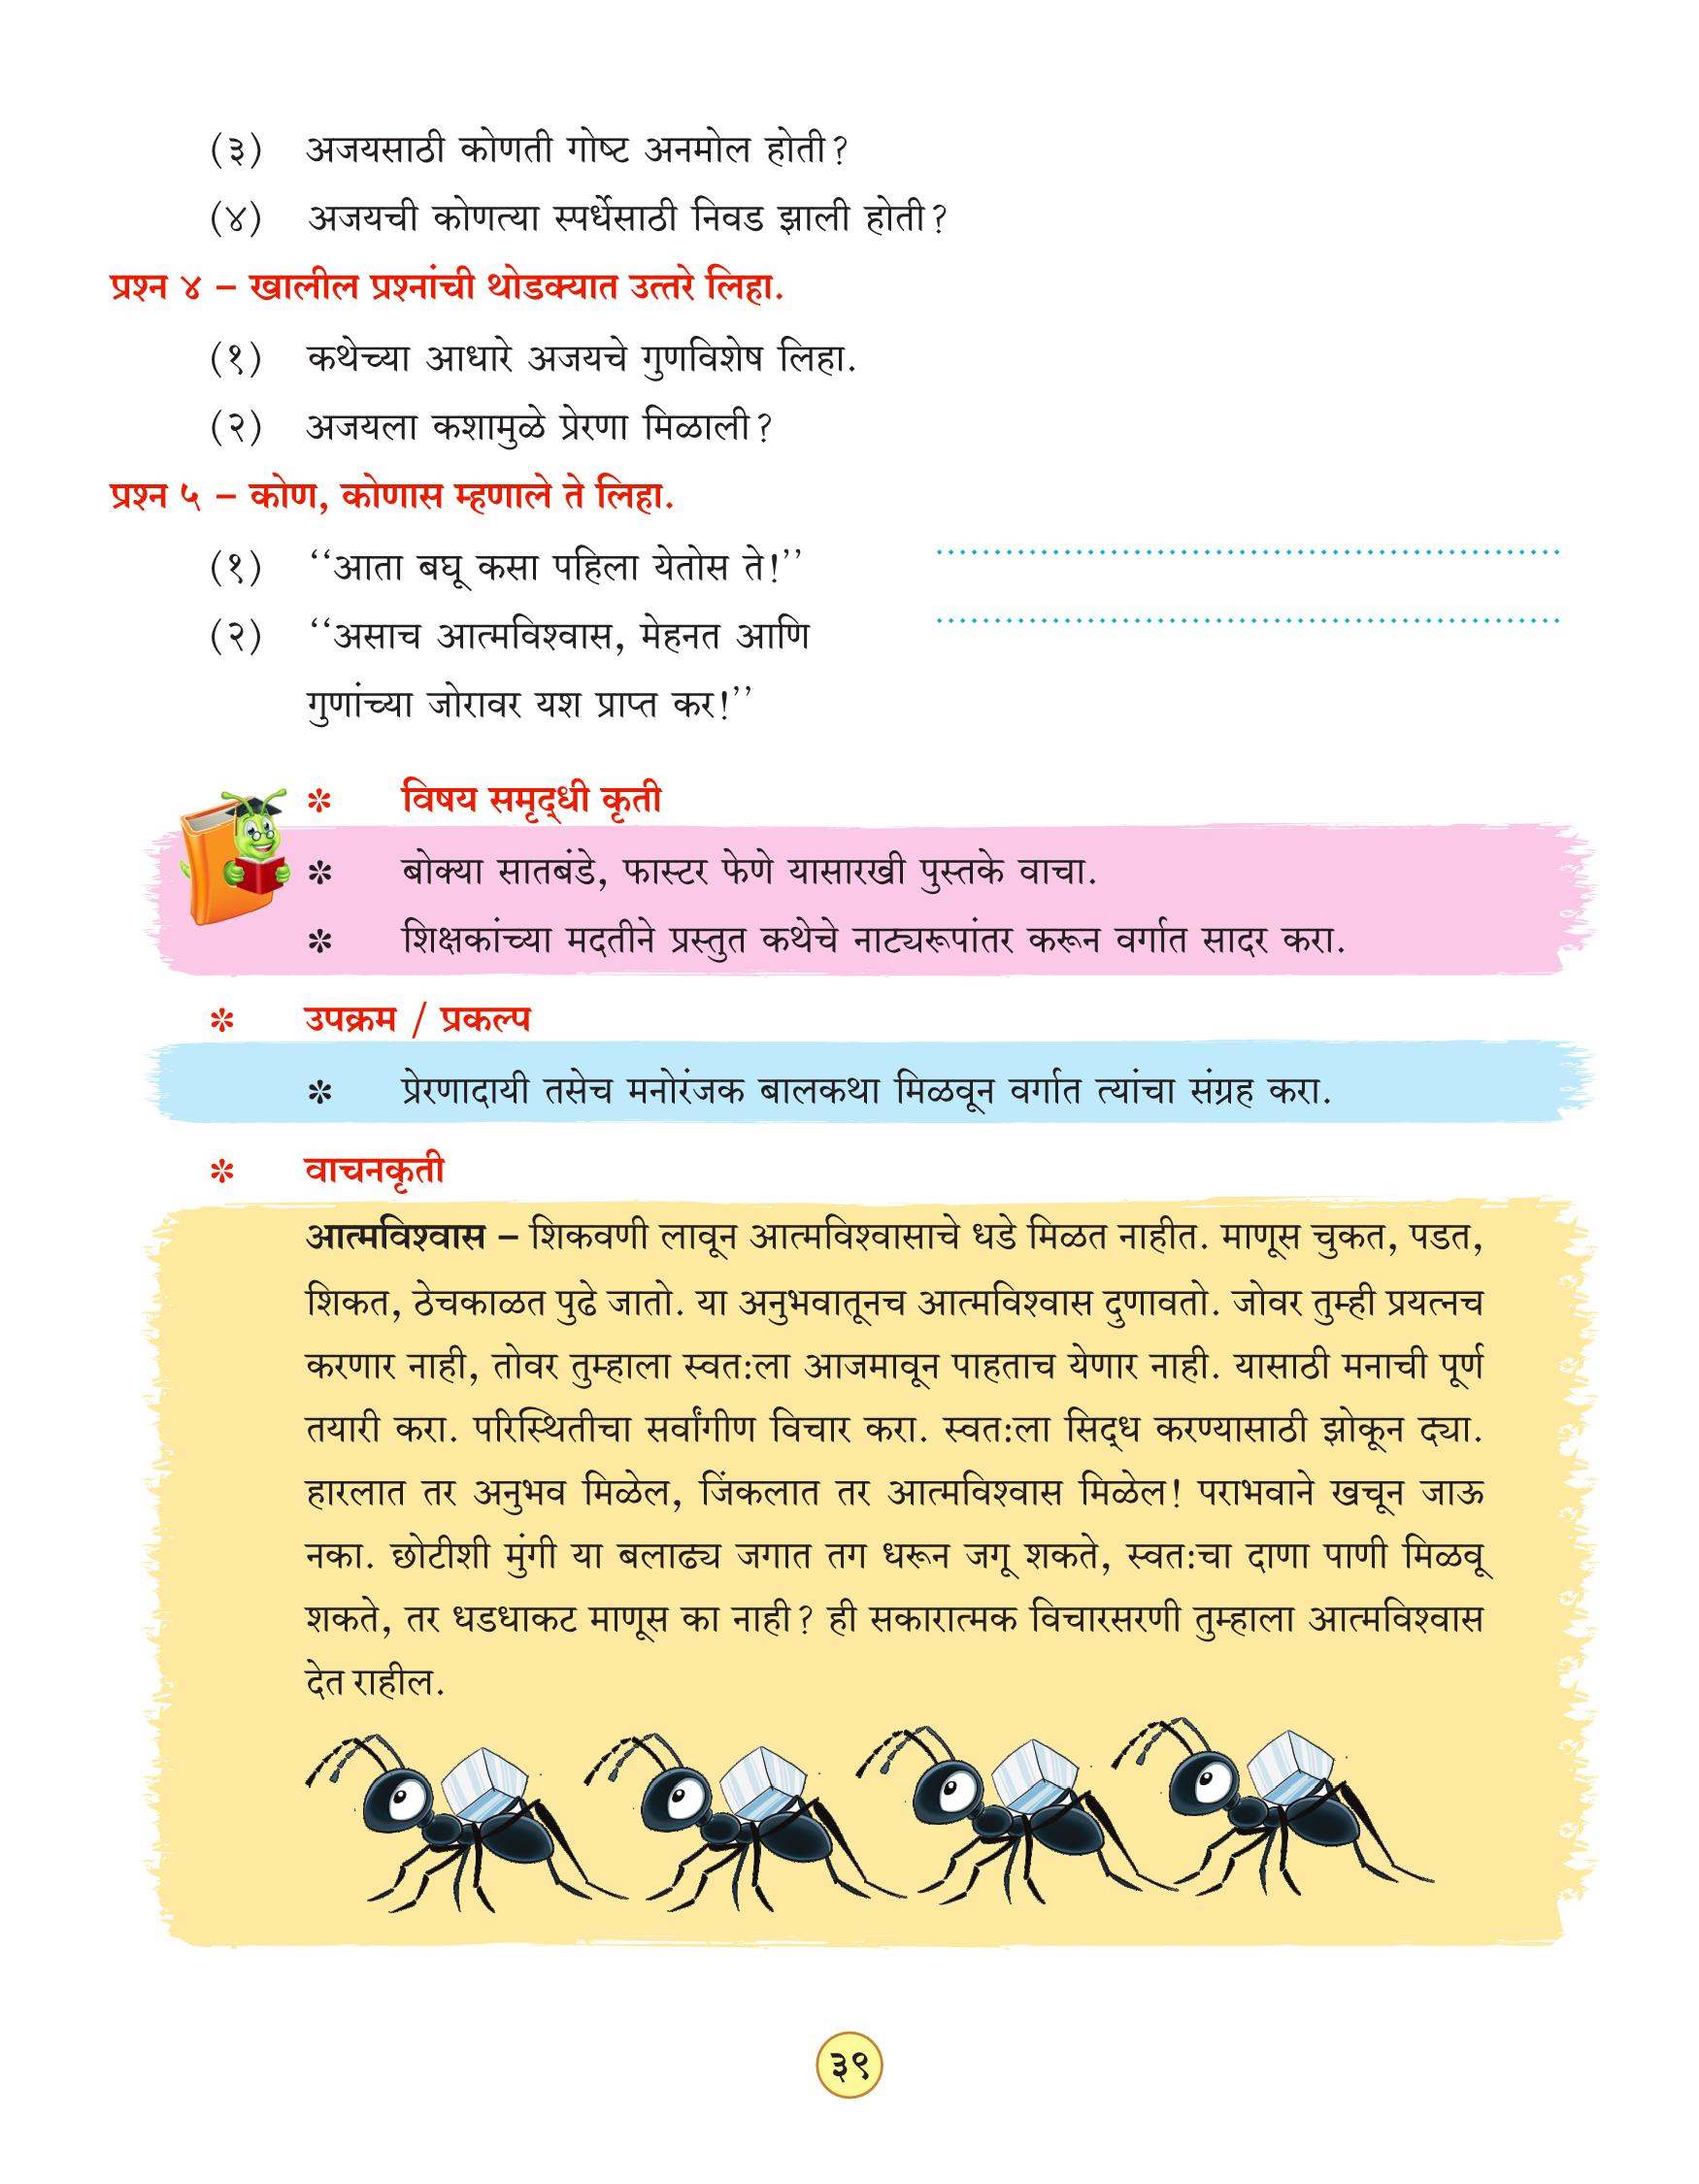 (३) अजयसाठी कोणती गोष्ट अनमोल होती?
(४) अजयची कोणत्या स्पर्धेसाठी निवड झाली होती?
प्रश्न ४ – खालील प्रश्नांची थोडक्यात उत्तरे लिहा.
(१) कथेच्या आधारे अजयचे गुणविशेष लिहा.
(२) अजयला कशामुळे प्रेरणा मिळाली?
प्रश्न ५ – कोण, कोणास म्हणाले ते लिहा.
(१) ‘‘आता बघू कसा पहिला येतोस ते!’’ ......................................................
(२) ‘‘असाच आत्मविश्वास, मेहनत आणि ......................................................
गुणांच्या जोरावर यश प्राप्त कर!’’
* विषय समृद्धी कृती
* बोक्या सातबंडे, फास्टर फेणे यासारखी पुस्तके वाचा.
* शिक्षकांच्या मदतीने प्रस्तुत कथेचे नाट्यरूपांतर करून वर्गात सादर करा.
* उपक्रम / प्रकल्प
* प्रेरणादायी तसेच मनोरंजक बालकथा मिळवून वर्गात त्यांचा संग्रह करा.
* वाचनकृती
आत्मविश्वास – शिकवणी लावून आत्मविश्वासाचे धडे मिळत नाहीत. माणूस चुकत, पडत,
शिकत, ठेचकाळत पुढे जातो. या अनुभवातूनच आत्मविश्वास दुणावतो. जोवर तुम्ही प्रयत्नच
करणार नाही, तोवर तुम्हाला स्वतःला आजमावून पाहताच येणार नाही. यासाठी मनाची पूर्ण
तयारी करा. परिस्थितीचा सर्वांगीण विचार करा. स्वतःला सिद्ध करण्यासाठी झोकून द्या.
हारलात तर अनुभव मिळेल, जिंकलात तर आत्मविश्वास मिळेल! पराभवाने खचून जाऊ
नका. छोटीशी मुंगी या बलाढ्य जगात तग धरून जगू शकते, स्वतःचा दाणा पाणी मिळवू
शकते, तर धडधाकट माणूस का नाही? ही सकारात्मक विचारसरणी तुम्हाला आत्मविश्वास
देत राहील.
३९